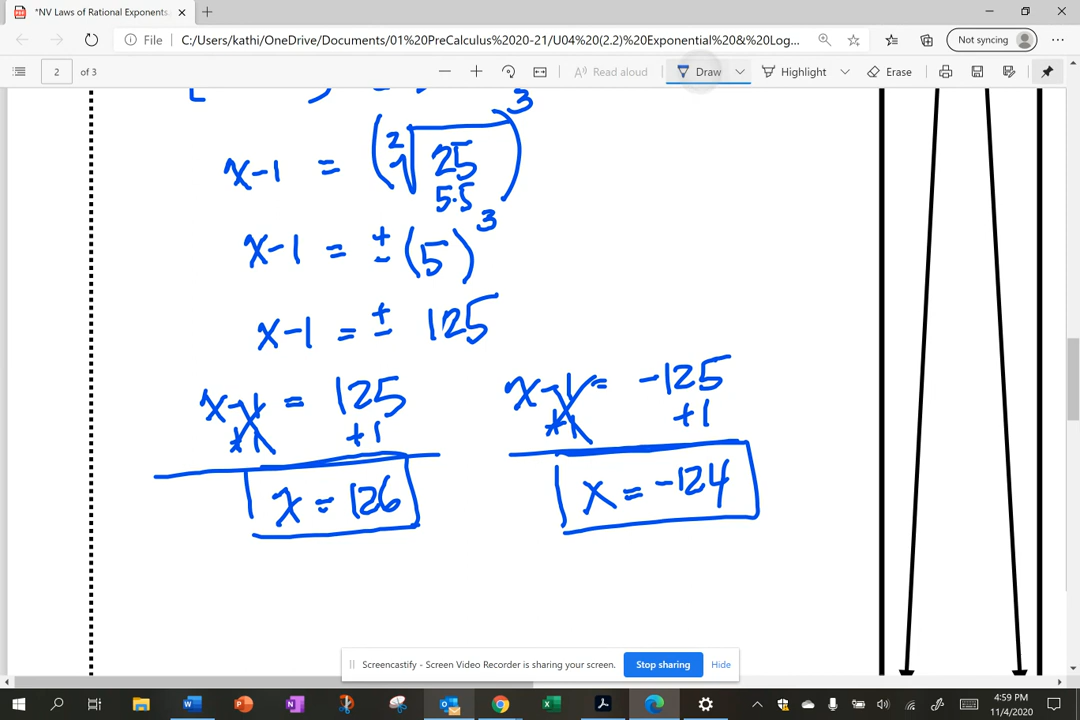 *NV Laws of Rational Exponents.
File C:/Users/kathi/OneDrive/Documents/01%20PreCalculus%2020-21/U04%20(2.2)%20Exponential%20&%20Log...
Not syncing
2 of 3
Read aloud
Draw
Highlight
Erase
3
x-1 = (²√25)
5·5
x-1 = ± (5)³
x-1 = ± 125
x-1 = 125
x-1 = -125
+1 +1
+1 +1
x = 126
x = -124
Screencastify - Screen Video Recorder is sharing your screen.
Stop sharing
Hide
4:59 PM
11/4/2020